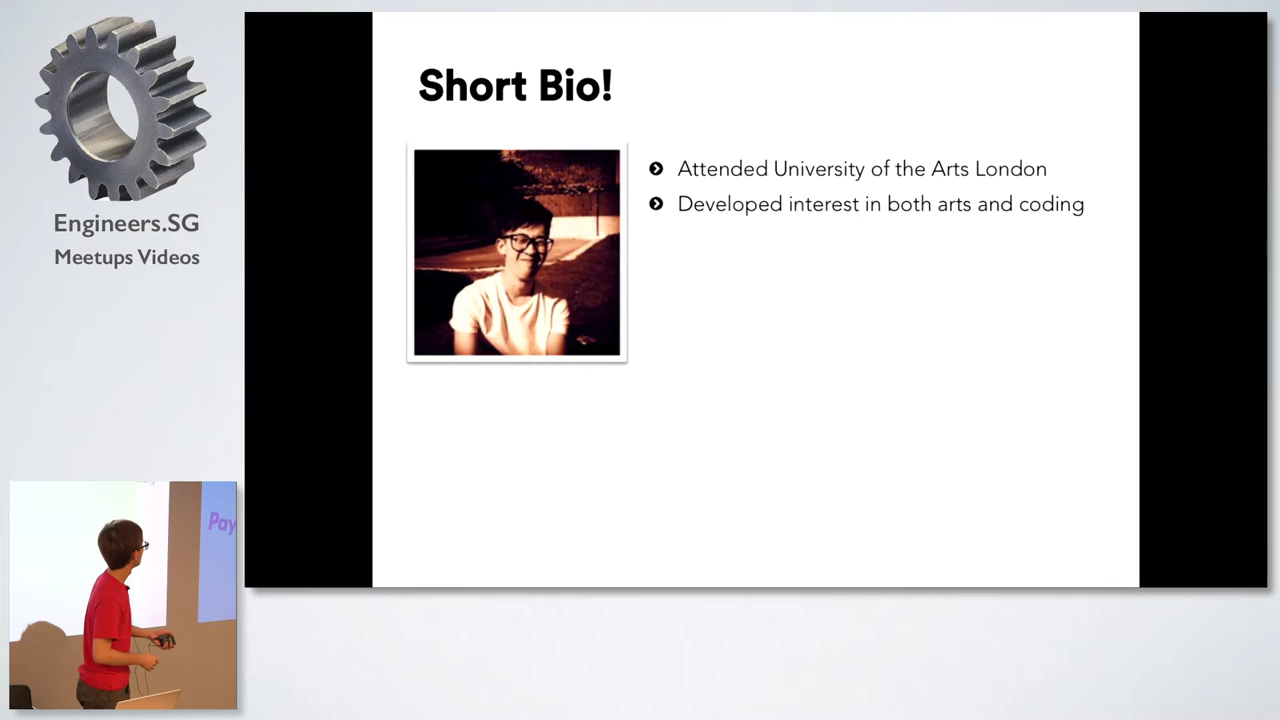 Engineers.SG
Meetups Videos
Short Bio!
Attended University of the Arts London
Developed interest in both arts and coding
Pay